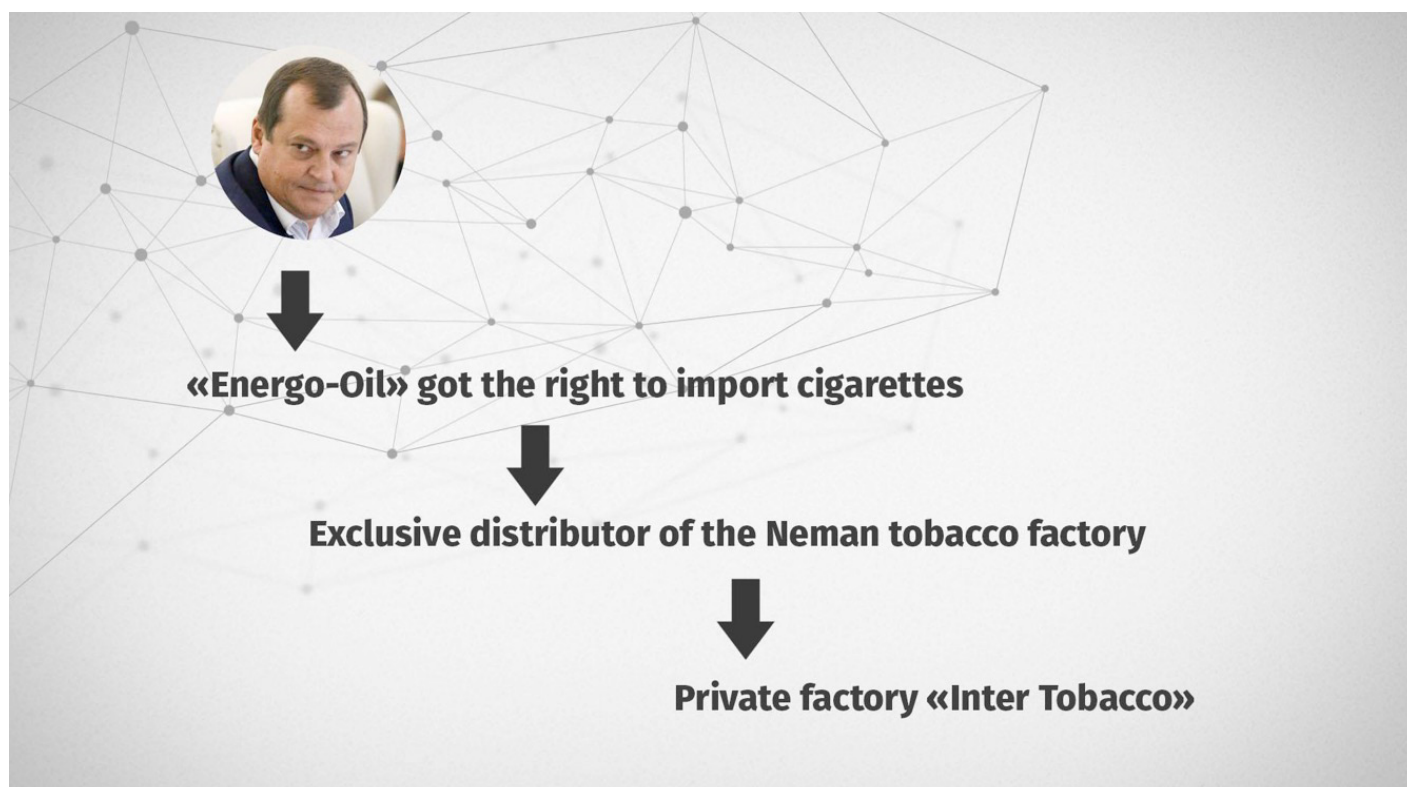 «Energo-Oil» got the right to import cigarettes
Exclusive distributor of the Neman tobacco factory
Private factory «Inter Tobacco»